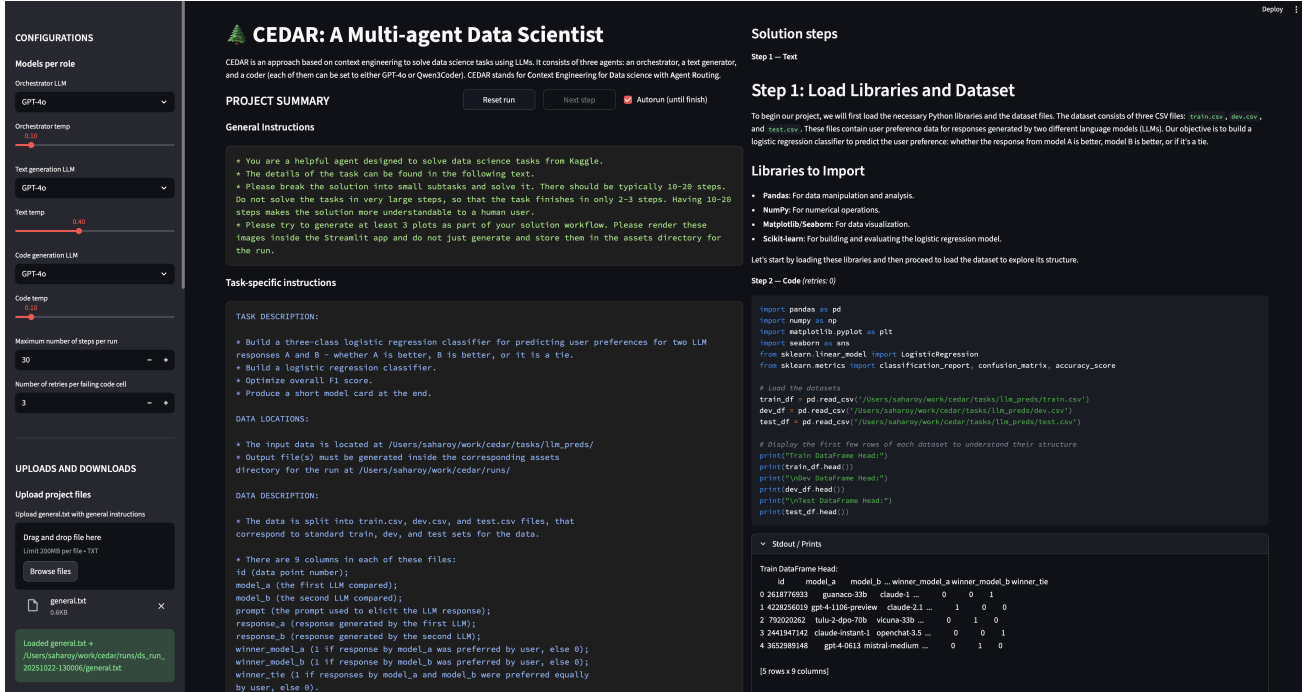 Deploy
CONFIGURATIONS
Models per role
Orchestrator LLM
GPT-4o
Orchestrator temp
0.10
Text generation LLM
GPT-4o
Text temp
0.40
Code generation LLM
GPT-4o
Code temp
0.10
Maximum number of steps per run
30
Number of retries per failing code cell
3
UPLOADS AND DOWNLOADS
Upload project files
Upload general.txt with general instructions
Drag and drop file here
Limit 200MB per file • TXT
Browse files
general.txt
0.6KB
Loaded general.txt →
/Users/saharoy/work/cedar/runs/ds_run_
20251022-130006/general.txt
CEDAR: A Multi-agent Data Scientist
CEDAR is an approach based on context engineering to solve data science tasks using LLMs. It consists of three agents: an orchestrator, a text generator,
and a coder (each of them can be set to either GPT-4o or Qwen3Coder). CEDAR stands for Context Engineering for Data science with Agent Routing.
PROJECT SUMMARY
Reset run
Next step
Autorun (until finish)
General Instructions
* You are a helpful agent designed to solve data science tasks from Kaggle.
* The details of the task can be found in the following text.
* Please break the solution into small subtasks and solve it. There should be typically 10-20 steps.
Do not solve the tasks in very large steps, so that the task finishes in only 2-3 steps. Having 10-20
steps makes the solution more understandable to a human user.
* Please try to generate at least 3 plots as part of your solution workflow. Please render these
images inside the Streamlit app and do not just generate and store them in the assets directory for
the run.
Task-specific instructions
TASK DESCRIPTION:
* Build a three-class logistic regression classifier for predicting user preferences for two LLM
responses A and B - whether A is better, B is better, or it is a tie.
* Build a logistic regression classifier.
* Optimize overall F1 score.
* Produce a short model card at the end.
DATA LOCATIONS:
* The input data is located at /Users/saharoy/work/cedar/tasks/llm_preds/
* Output file(s) must be generated inside the corresponding assets
directory for the run at /Users/saharoy/work/cedar/runs/
DATA DESCRIPTION:
* The data is split into train.csv, dev.csv, and test.csv files, that
correspond to standard train, dev, and test sets for the data.
* There are 9 columns in each of these files:
id (data point number);
model_a (the first LLM compared);
model_b (the second LLM compared);
prompt (the prompt used to elicit the LLM response);
response_a (response generated by the first LLM);
response_b (response generated by the second LLM);
winner_model_a (1 if response by model_a was preferred by user, else 0);
winner_model_b (1 if response by model_b was preferred by user, else 0);
winner_tie (1 if responses by model_a and model_b were preferred equally
by user, else 0).
Solution steps
Step 1 — Text
Step 1: Load Libraries and Dataset
To begin our project, we will first load the necessary Python libraries and the dataset files. The dataset consists of three CSV files: train.csv, dev.csv,
and test.csv. These files contain user preference data for responses generated by two different language models (LLMs). Our objective is to build a
logistic regression classifier to predict the user preference: whether the response from model A is better, model B is better, or if it's a tie.
Libraries to Import
• Pandas: For data manipulation and analysis.
• NumPy: For numerical operations.
• Matplotlib/Seaborn: For data visualization.
• Scikit-learn: For building and evaluating the logistic regression model.
Let's start by loading these libraries and then proceed to load the dataset to explore its structure.
Step 2 — Code (retries: 0)
import pandas as pd
import numpy as np
import matplotlib.pyplot as plt
import seaborn as sns
from sklearn.linear_model import LogisticRegression
from sklearn.metrics import classification_report, confusion_matrix, accuracy_score
# Load the datasets
train_df = pd.read_csv('/Users/saharoy/work/cedar/tasks/llm_preds/train.csv')
dev_df = pd.read_csv('/Users/saharoy/work/cedar/tasks/llm_preds/dev.csv')
test_df = pd.read_csv('/Users/saharoy/work/cedar/tasks/llm_preds/test.csv')
# Display the first few rows of each dataset to understand their structure
print("Train DataFrame Head:")
print(train_df.head())
print("\nDev DataFrame Head:")
print(dev_df.head())
print("\nTest DataFrame Head:")
print(test_df.head())
Stdout / Prints
Train DataFrame Head:
id model_a model_b ... winner_model_a winner_model_b winner_tie
0 2618776933 guanaco-33b claude-1 ... 0 0 1
1 4228256019 gpt-4-1106-preview claude-2.1 ... 1 0 0
2 792020262 tulu-2-dpo-70b vicuna-33b ... 0 1 0
3 2441947142 claude-instant-1 openchat-3.5 ... 0 0 1
4 3652989148 gpt-4-0613 mistral-medium ... 0 1 0
[5 rows x 9 columns]